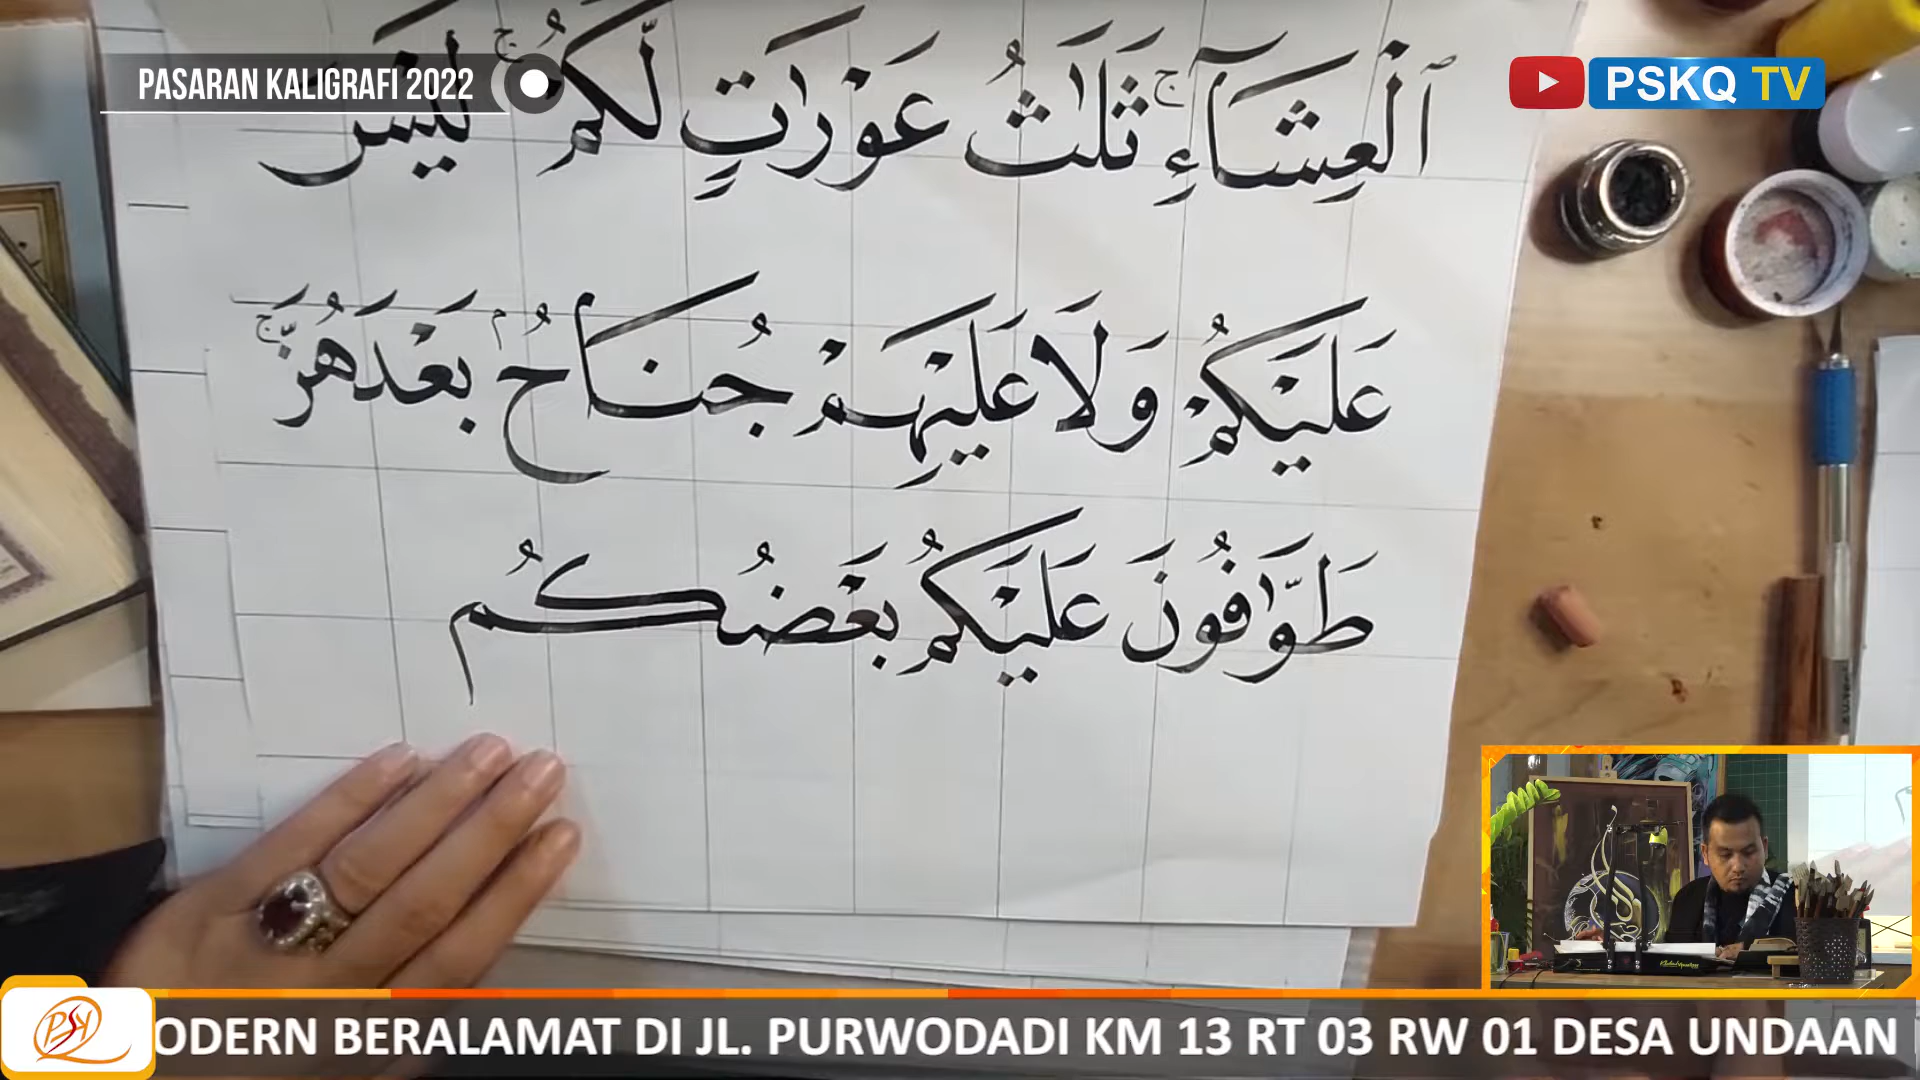 PASARAN KALIGRAFI 2022
PSKQ TV
ٱلْعِشَآءِ ۚ ثَلَٰثُ عَوْرَٰتٍ لَّكُمْ ۚ لَيْسَ
عَلَيْكُمْ وَلَا عَلَيْهِمْ جُنَاحٌۢ بَعْدَهُنَّ ۚ
طَوَّٰفُونَ عَلَيْكُمْ بَعْضُكُم
ODERN BERALAMAT DI JL. PURWODADI KM 13 RT 03 RW 01 DESA UNDAAN